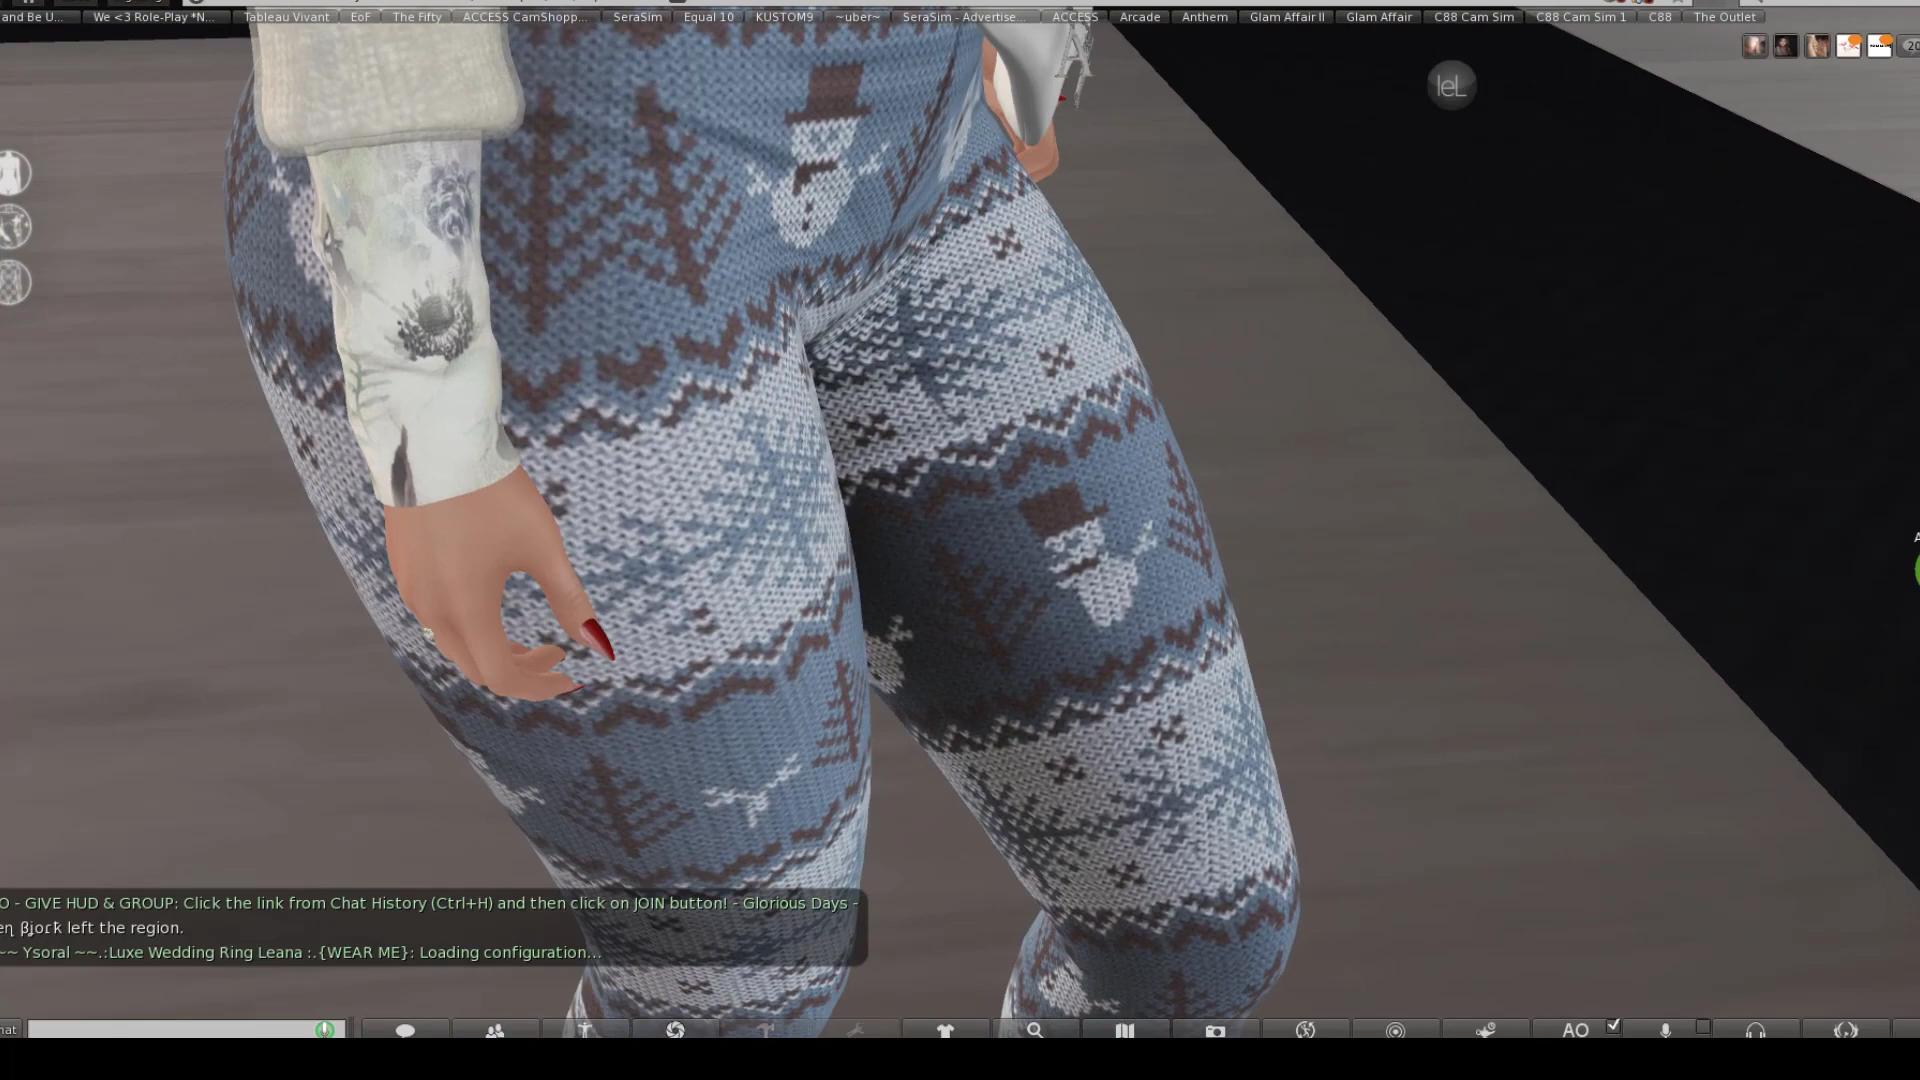 and Be U...
We <3 Role-Play *N...
Tableau Vivant
EoF
The Fifty
ACCESS CamShopp...
SeraSim
Equal 10
KUSTOM9
~uber~
SeraSim - Advertise...
ACCESS
Arcade
Anthem
Glam Affair II
Glam Affair
C88 Cam Sim
C88 Cam Sim 1
C88
The Outlet
20
leL
O - GIVE HUD & GROUP: Click the link from Chat History (Ctrl+H) and then click on JOIN button! - Glorious Days -
left the region.
~~ Ysoral ~~.:Luxe Wedding Ring Leana :.{WEAR ME}: Loading configuration...
hat
AO